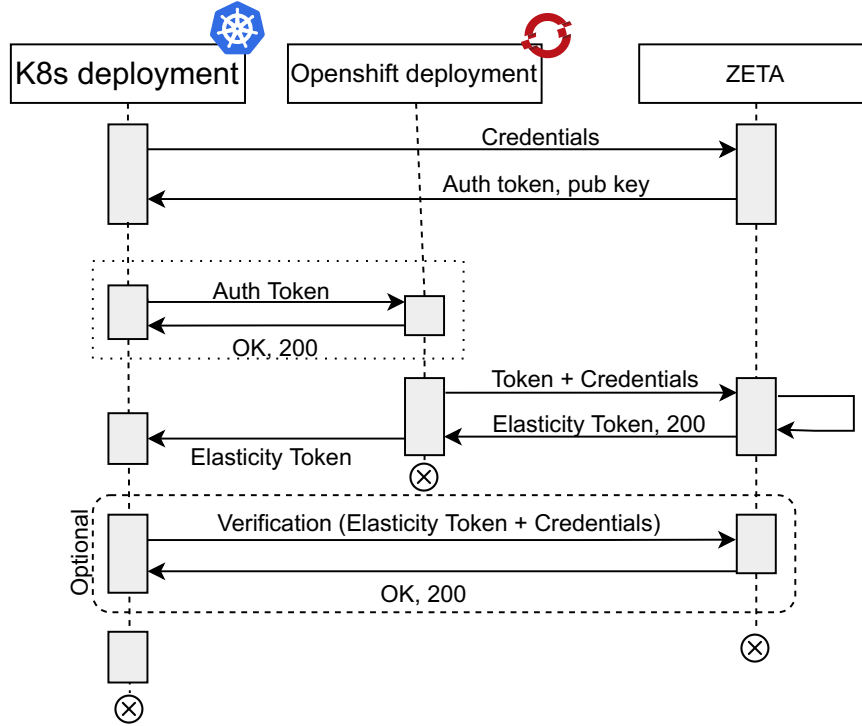 K8s deployment
Openshift deployment
ZETA
Credentials
Auth token, pub key
Auth Token
OK, 200
Token + Credentials
Elasticity Token, 200
Elasticity Token
Optional
Verification (Elasticity Token + Credentials)
OK, 200